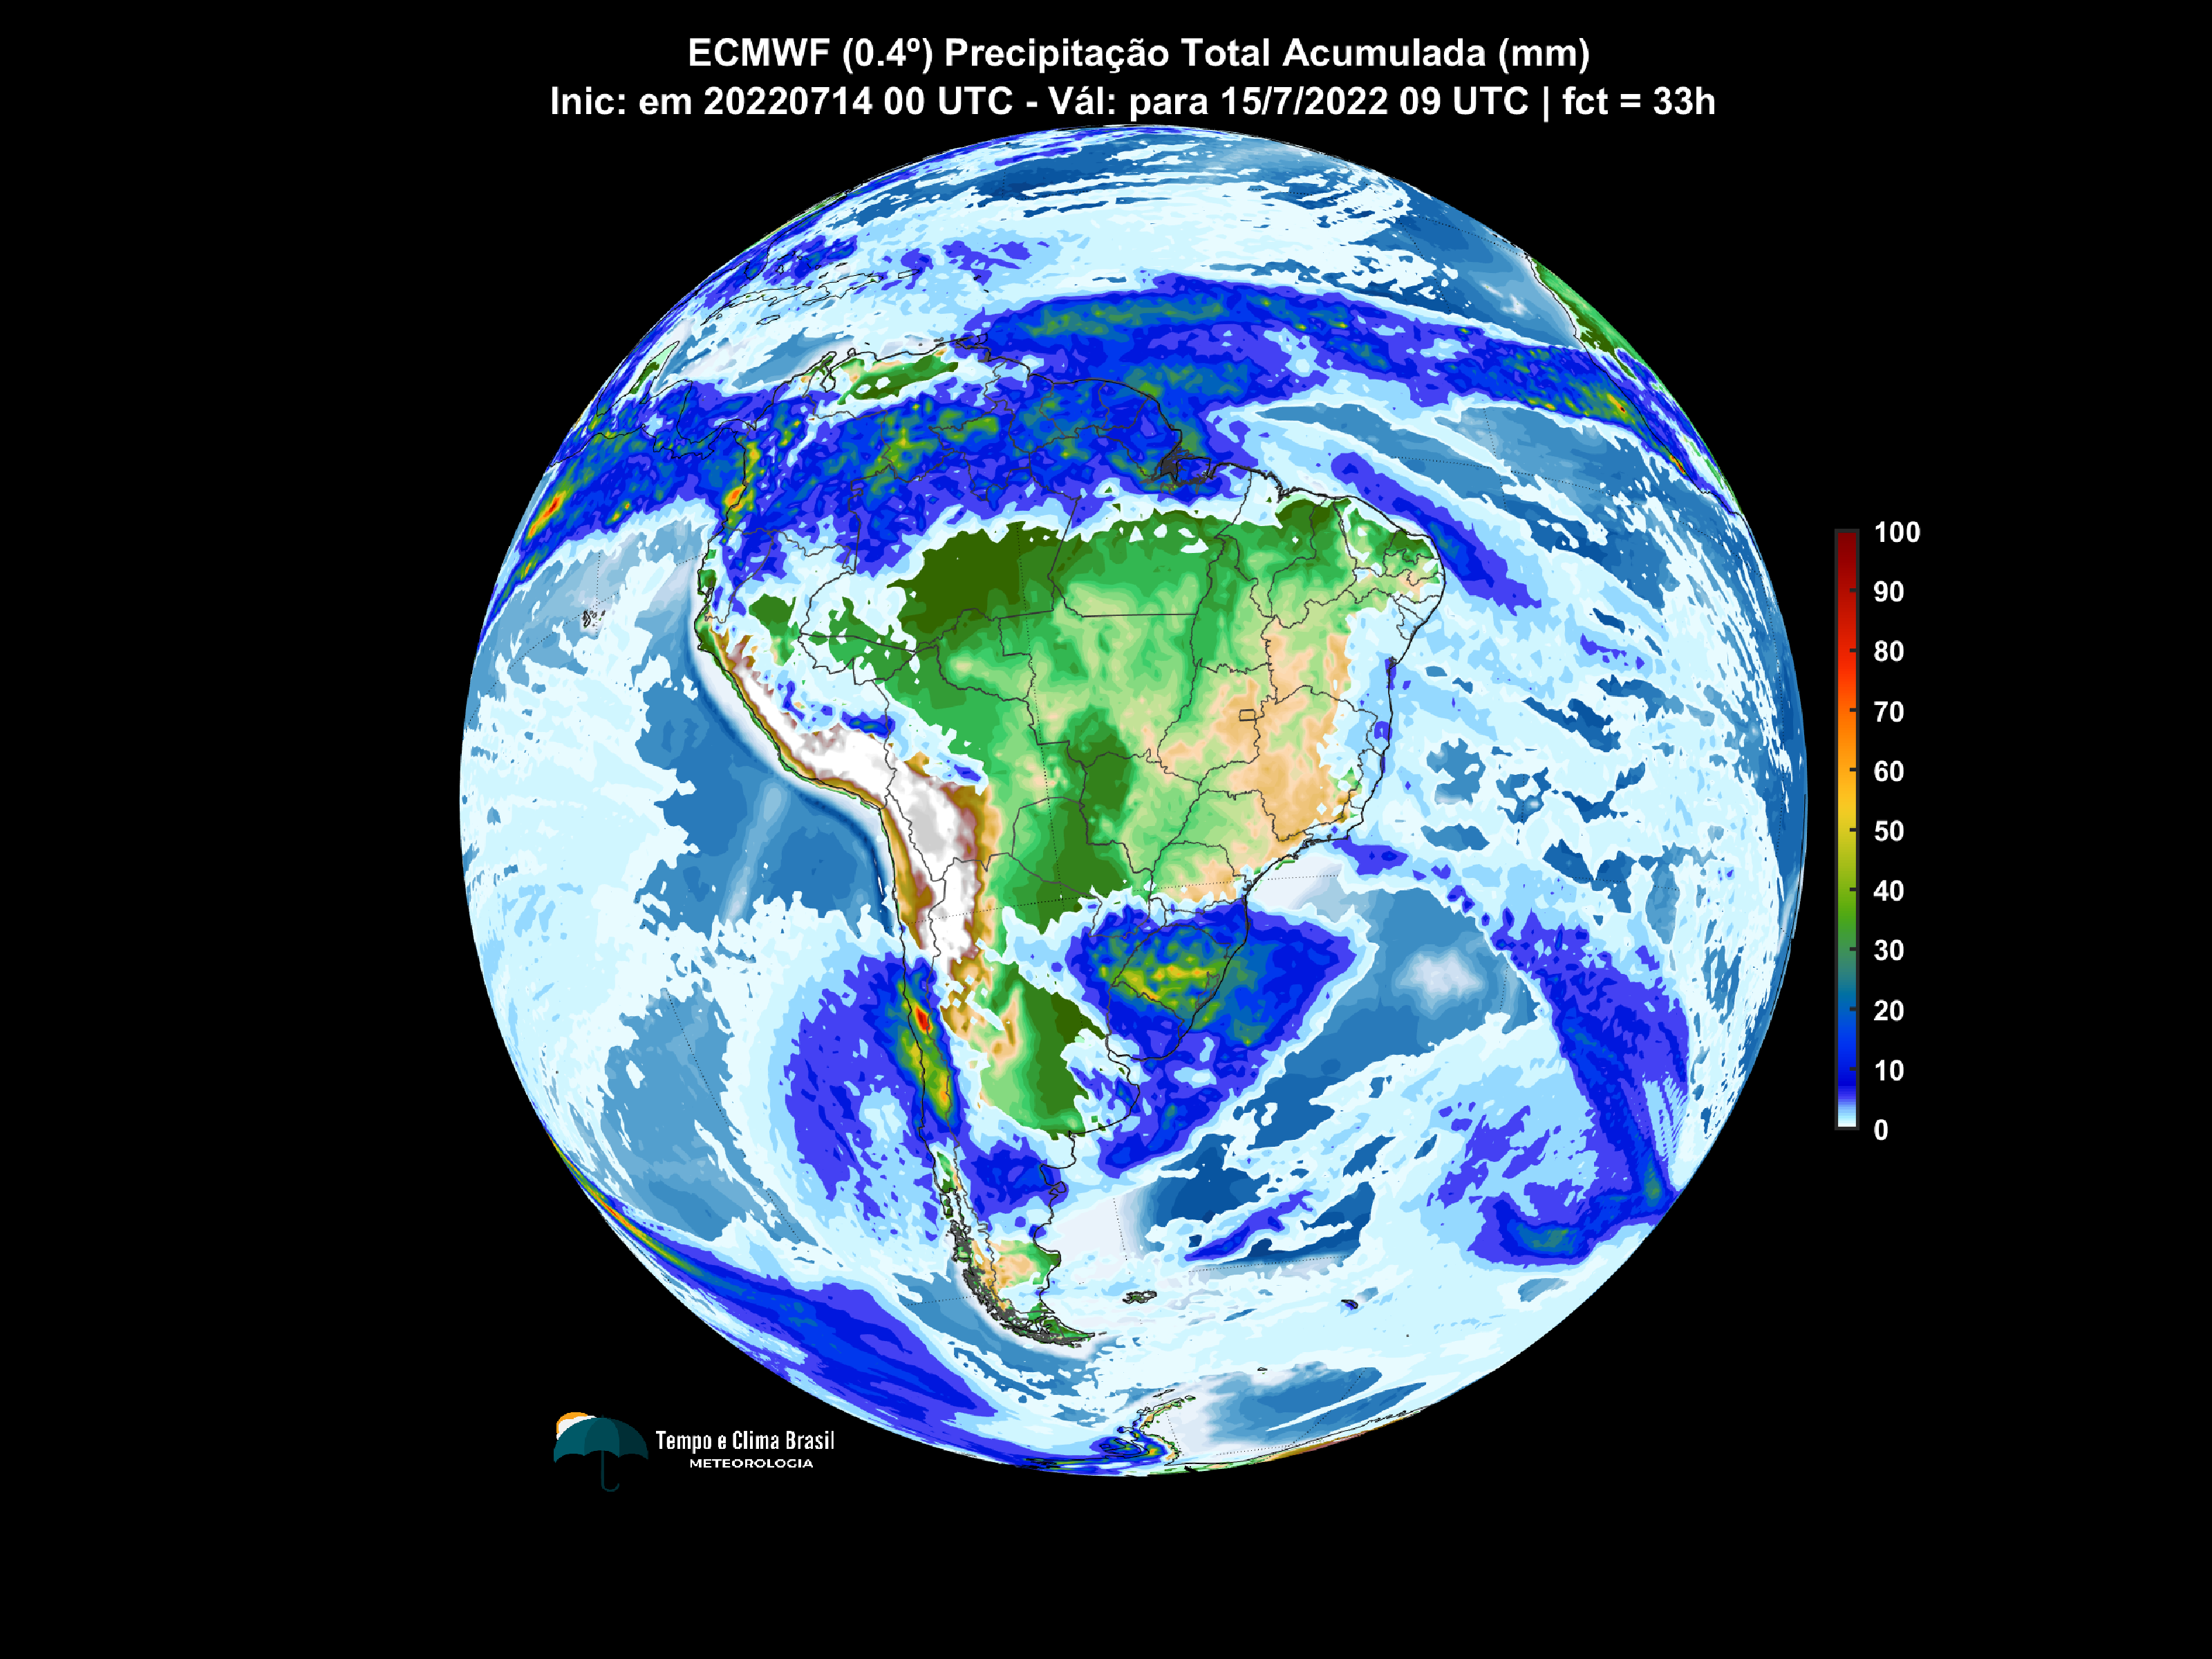 ECMWF (0.4º) Precipitação Total Acumulada (mm)
Inic: em 20220714 00 UTC - Vál: para 15/7/2022 09 UTC | fct = 33h
100
90
80
70
60
50
40
30
20
10
0
Tempo e Clima Brasil
METEOROLOGIA